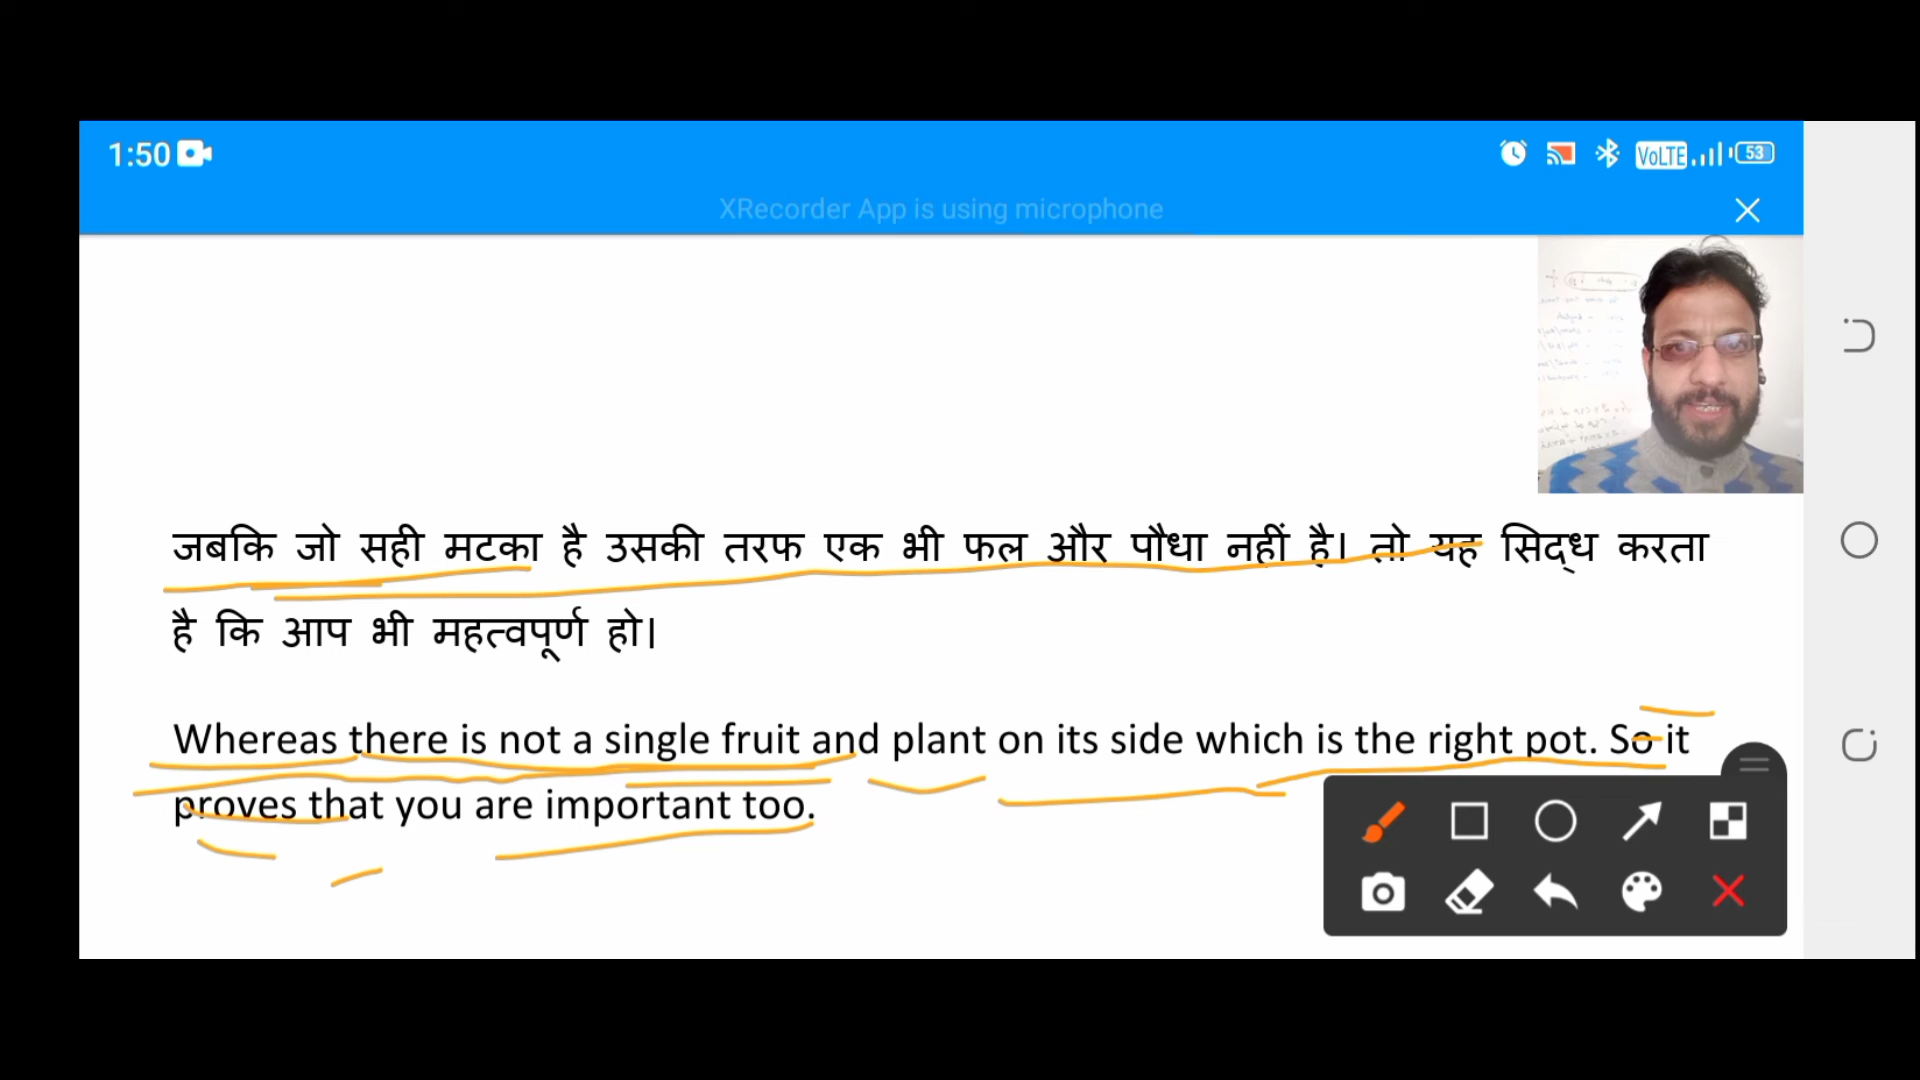 1:50
VoLTE
53
XRecorder App is using microphone
जबकि जो सही मटका है उसकी तरफ एक भी फल और पौधा नहीं है। तो यह सिद्ध करता
है कि आप भी महत्वपूर्ण हो।
Whereas there is not a single fruit and plant on its side which is the right pot. So it
proves that you are important too.